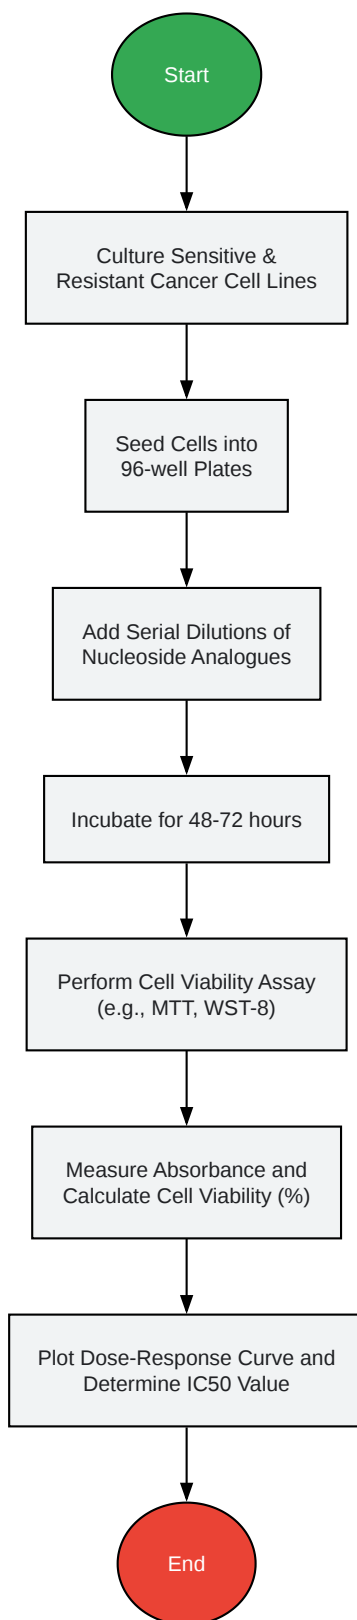 Start
Culture Sensitive &
Resistant Cancer Cell Lines
Seed Cells into
96-well Plates
Add Serial Dilutions of
Nucleoside Analogues
Incubate for 48-72 hours
Perform Cell Viability Assay
(e.g., MTT, WST-8)
Measure Absorbance and
Calculate Cell Viability (%)
Plot Dose-Response Curve and
Determine IC50 Value
End